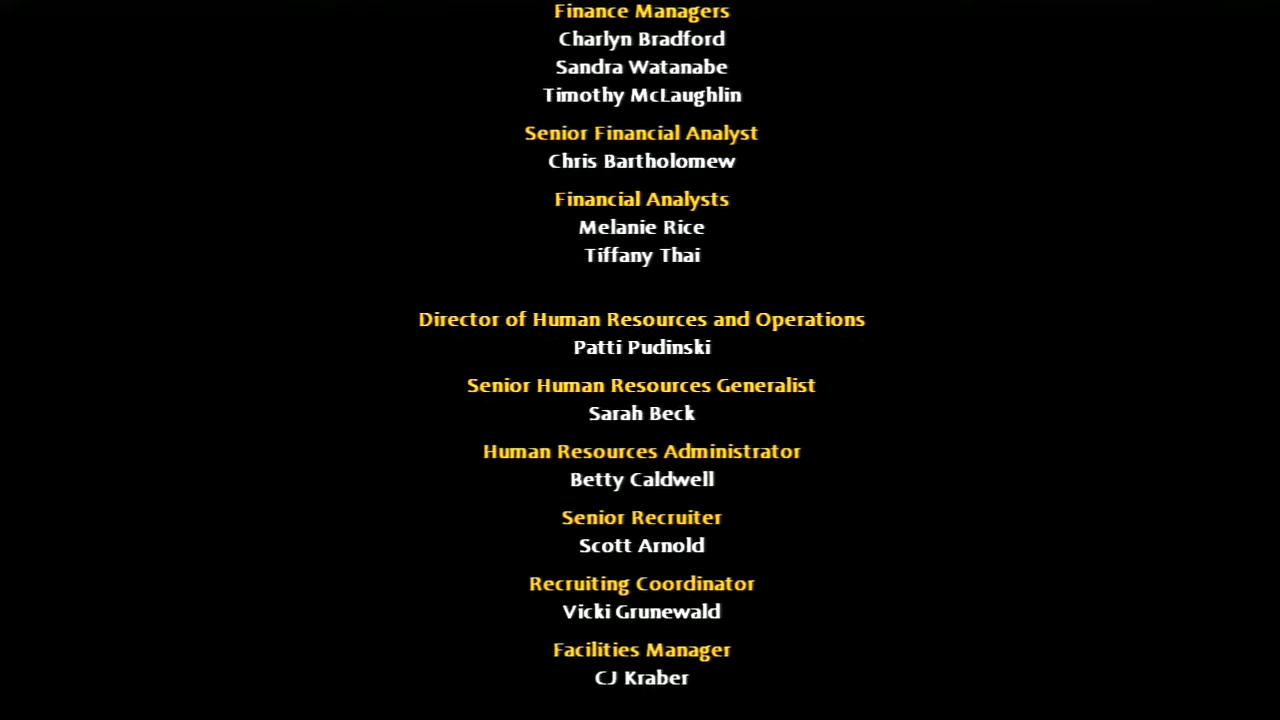 Finance Managers
Charlyn Bradford
Sandra Watanabe
Timothy McLaughlin
Senior Financial Analyst
Chris Bartholomew
Financial Analysts
Melanie Rice
Tiffany Thai
Director of Human Resources and Operations
Patti Pudinski
Senior Human Resources Generalist
Sarah Beck
Human Resources Administrator
Betty Caldwell
Senior Recruiter
Scott Arnold
Recruiting Coordinator
Vicki Grunewald
Facilities Manager
CJ Kraber